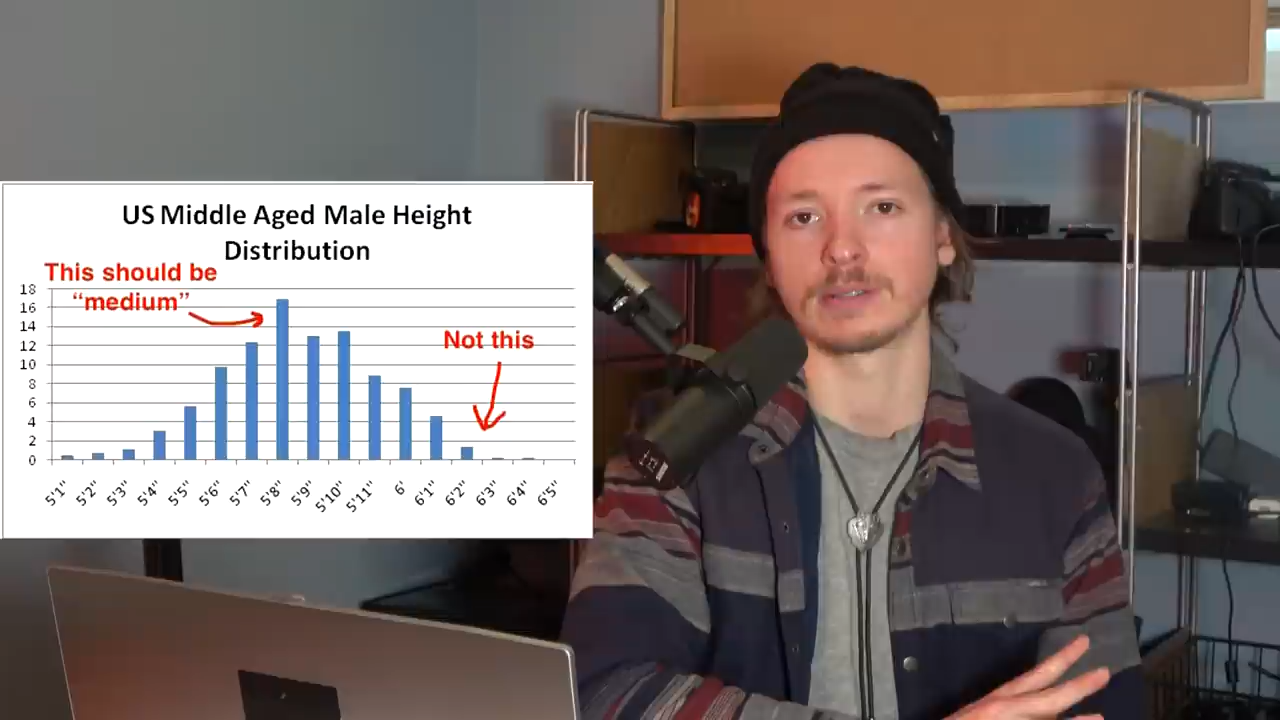 US Middle Aged Male Height
Distribution
This should be
“medium”
Not this
18
16
14
12
10
8
6
4
2
0
5'1" 5'2" 5'3" 5'4" 5'5" 5'6" 5'7" 5'8" 5'9" 5'10" 5'11" 6' 6'1" 6'2" 6'3" 6'4" 6'5"